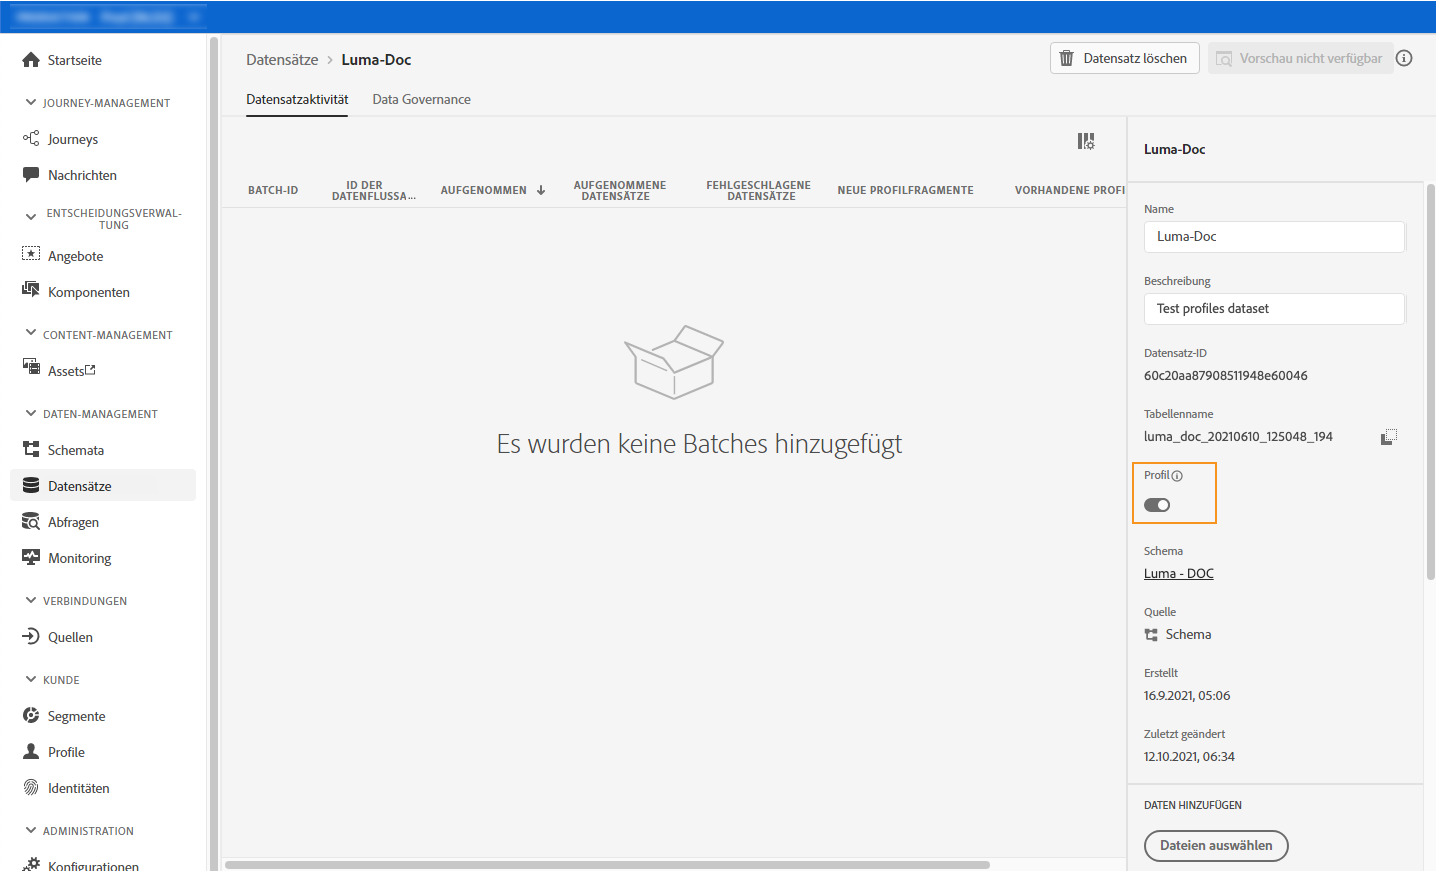 Startseite
JOURNEY-MANAGEMENT
Journeys
Nachrichten
ENTSCHEIDUNGSVERWAL-
TUNG
Angebote
Komponenten
CONTENT-MANAGEMENT
Assets
DATEN-MANAGEMENT
Schemata
Datensätze
Abfragen
Monitoring
VERBINDUNGEN
Quellen
KUNDE
Segmente
Profile
Identitäten
ADMINISTRATION
Konfigurationen
Datensätze > Luma-Doc
Datensatz löschen
Vorschau nicht verfügbar
Datensatzaktivität
Data Governance
BATCH-ID
ID DER
DATENFLUSSA...
AUFGENOMMEN
AUFGENOMMENE
DATENSÄTZE
FEHLGESCHLAGENE
DATENSÄTZE
NEUE PROFILFRAGMENTE
VORHANDENE PROFI
Es wurden keine Batches hinzugefügt
Luma-Doc
Name
Luma-Doc
Beschreibung
Test profiles dataset
Datensatz-ID
60c20aa87908511948e60046
Tabellenname
luma_doc_20210610_125048_194
Profil
Schema
Luma - DOC
Quelle
Schema
Erstellt
16.9.2021, 05:06
Zuletzt geändert
12.10.2021, 06:34
DATEN HINZUFÜGEN
Dateien auswählen